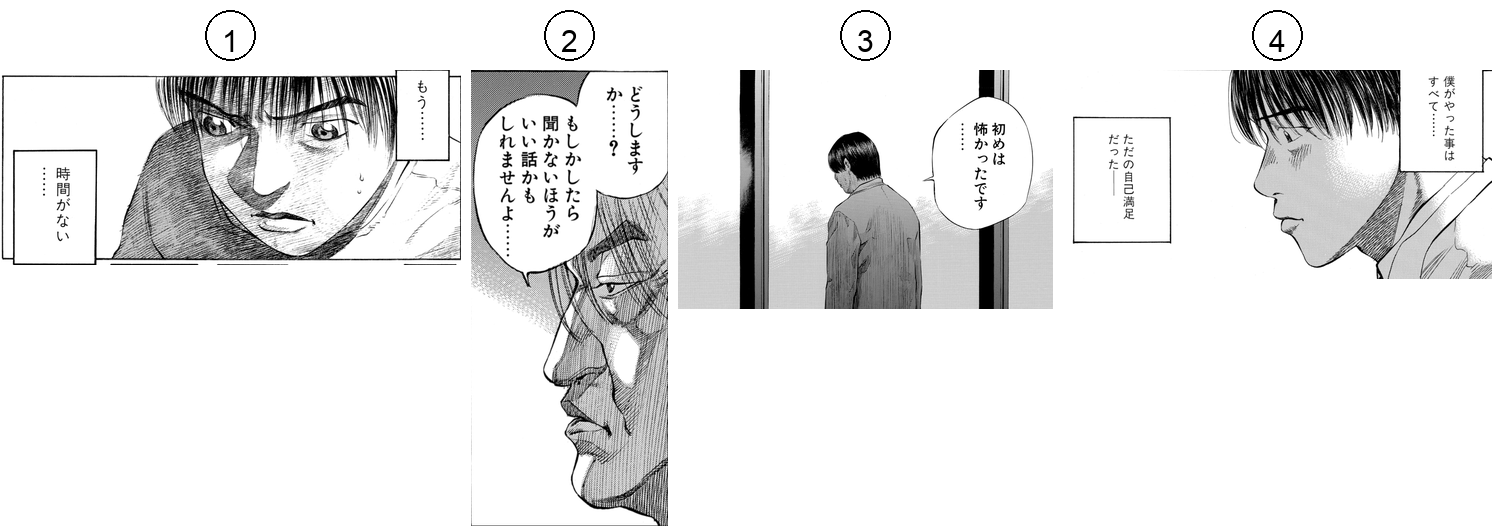 1
もう……
時間がない
……
2
どうします
か……？
もしかしたら
聞かないほうが
いい話かも
しれませんよ………
3
初めは
怖かったです
……
4
僕がやった事は
すべて……
ただの自己満足
だった──